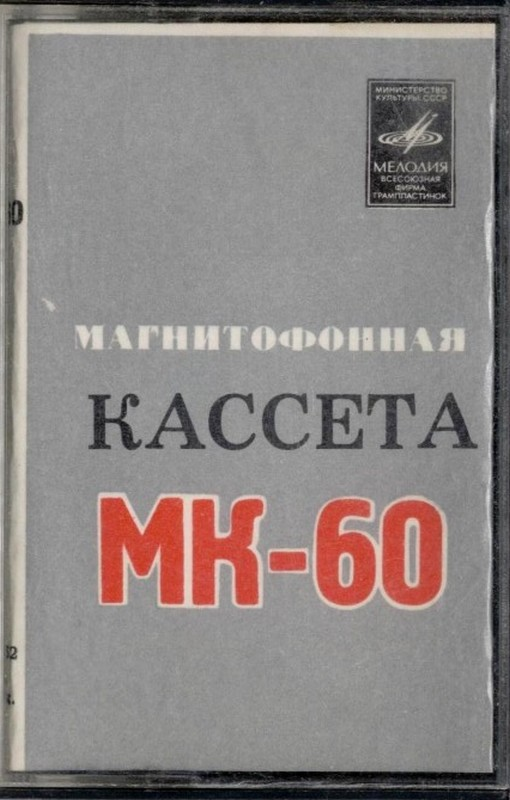 МИНИСТЕРСТВО
КУЛЬТУРЫ СССР
МЕЛОДИЯ
ВСЕСОЮЗНАЯ
ФИРМА
ГРАМПЛАСТИНОК
МАГНИТОФОННАЯ
КАССЕТА
МК-60